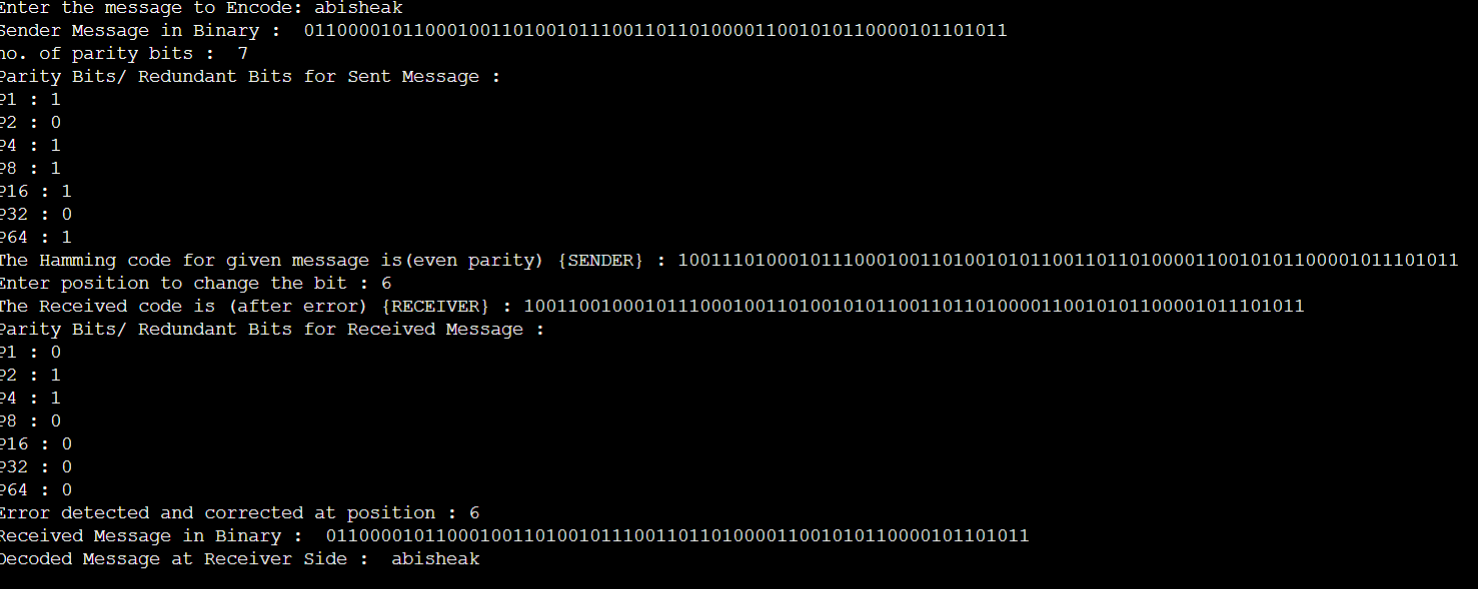 Enter the message to Encode: abisheak
Sender Message in Binary :  0110000101100010011010010111001101101000011001010110000101101011
no. of parity bits :  7
Parity Bits/ Redundant Bits for Sent Message :
P1 : 1
P2 : 0
P4 : 1
P8 : 1
P16 : 1
P32 : 0
P64 : 1
The Hamming code for given message is(even parity) {SENDER} : 10011101000101110001001101001010110011011010000110010101100001011101011
Enter position to change the bit : 6
The Received code is (after error) {RECEIVER} : 10011001000101110001001101001010110011011010000110010101100001011101011
Parity Bits/ Redundant Bits for Received Message :
P1 : 0
P2 : 1
P4 : 1
P8 : 0
P16 : 0
P32 : 0
P64 : 0
Error detected and corrected at position : 6
Received Message in Binary :  0110000101100010011010010111001101101000011001010110000101101011
Decoded Message at Receiver Side :  abisheak